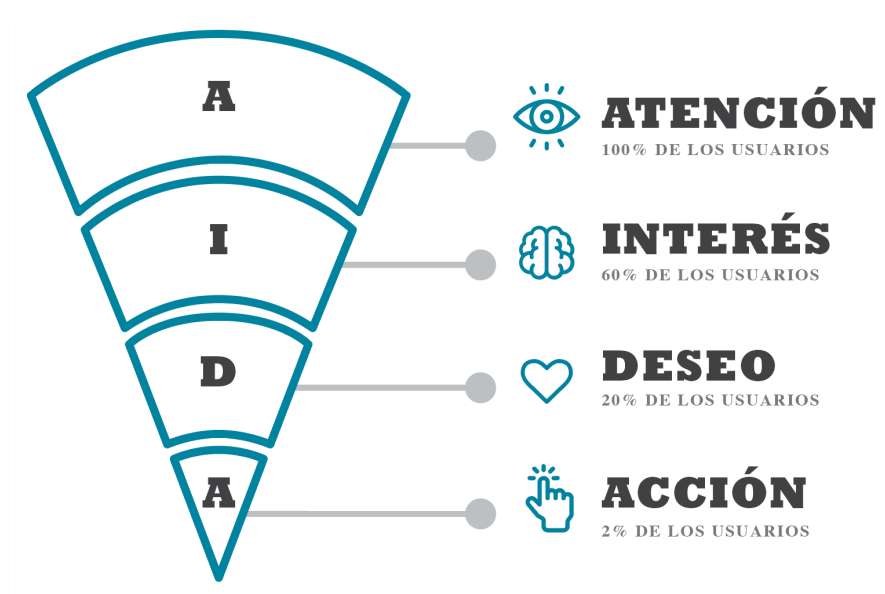 A
ATENCIÓN
100% DE LOS USUARIOS
I
INTERÉS
60% DE LOS USUARIOS
D
DESEO
20% DE LOS USUARIOS
A
ACCIÓN
2% DE LOS USUARIOS